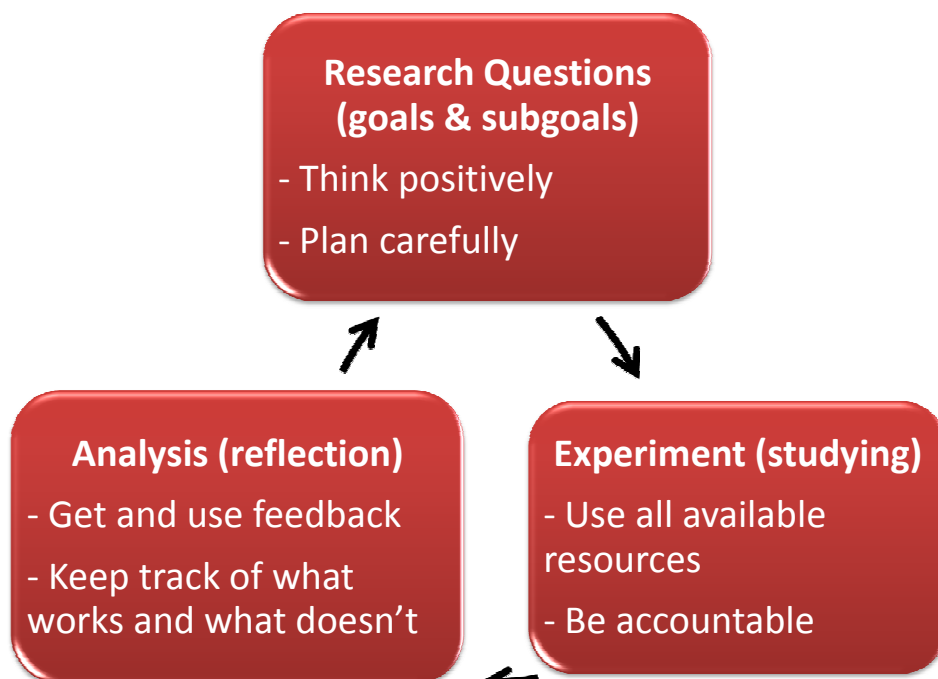 Research Questions
(goals & subgoals)
- Think positively
- Plan carefully
Analysis (reflection)
- Get and use feedback
- Keep track of what
works and what doesn’t
Experiment (studying)
- Use all available
resources
- Be accountable